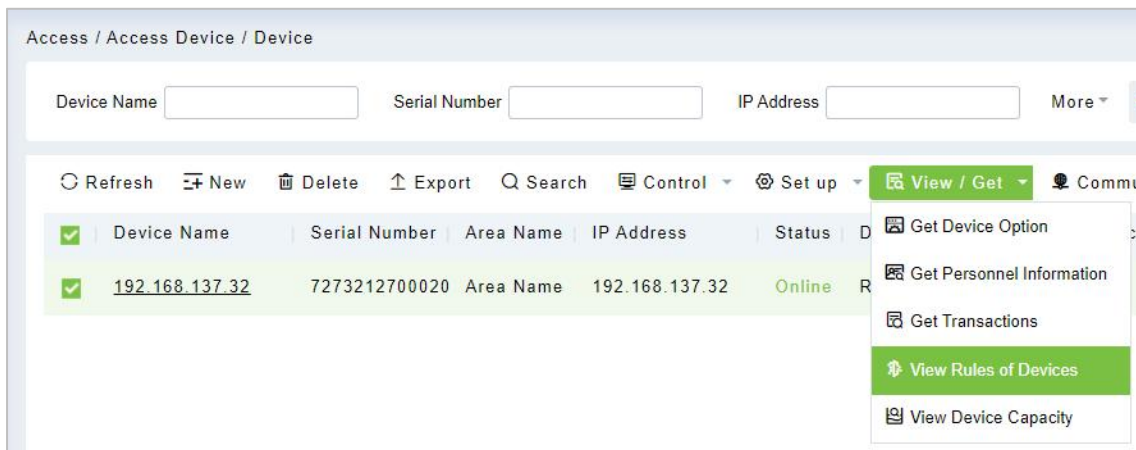 Access / Access Device / Device
Device Name Serial Number IP Address More
Refresh New Delete Export Search Control Set up View / Get
Device Name Serial Number Area Name IP Address Status
192.168.137.32 7273212700020 Area Name 192.168.137.32 Online
Get Device Option
Get Personnel Information
Get Transactions
View Rules of Devices
View Device Capacity